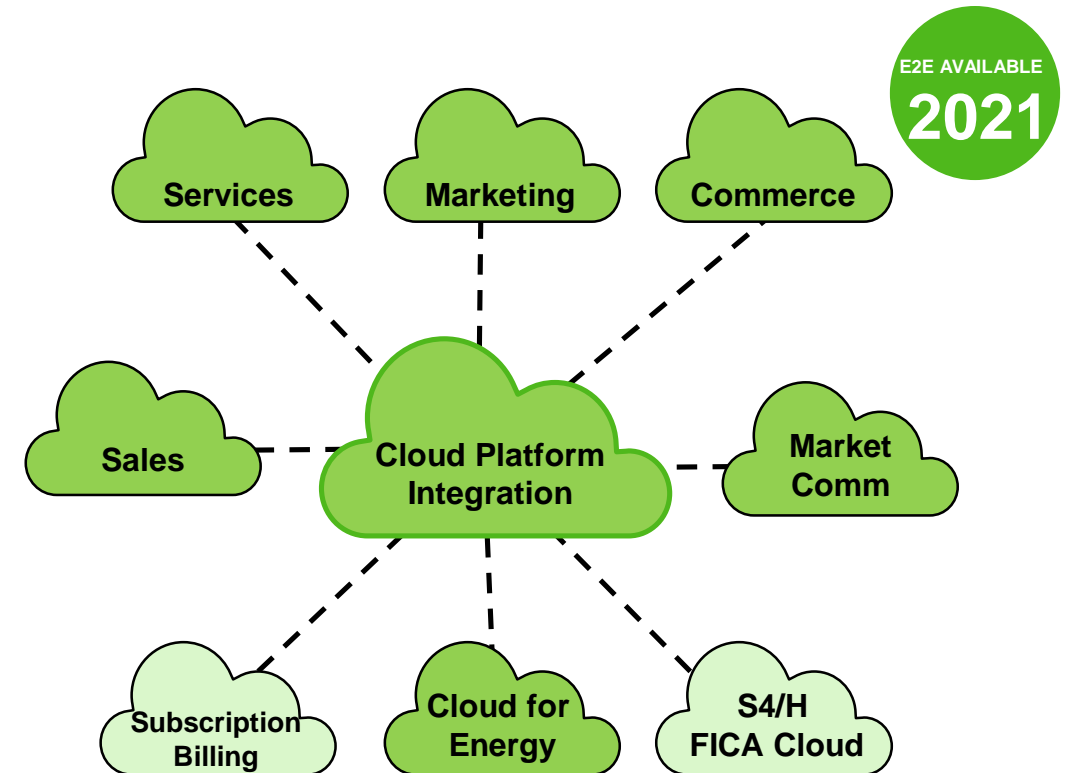 E2E AVAILABLE
2021
Services
Marketing
Commerce
Sales
Cloud Platform
Integration
Market
Comm
Subscription
Billing
Cloud for
Energy
S4/H
FICA Cloud